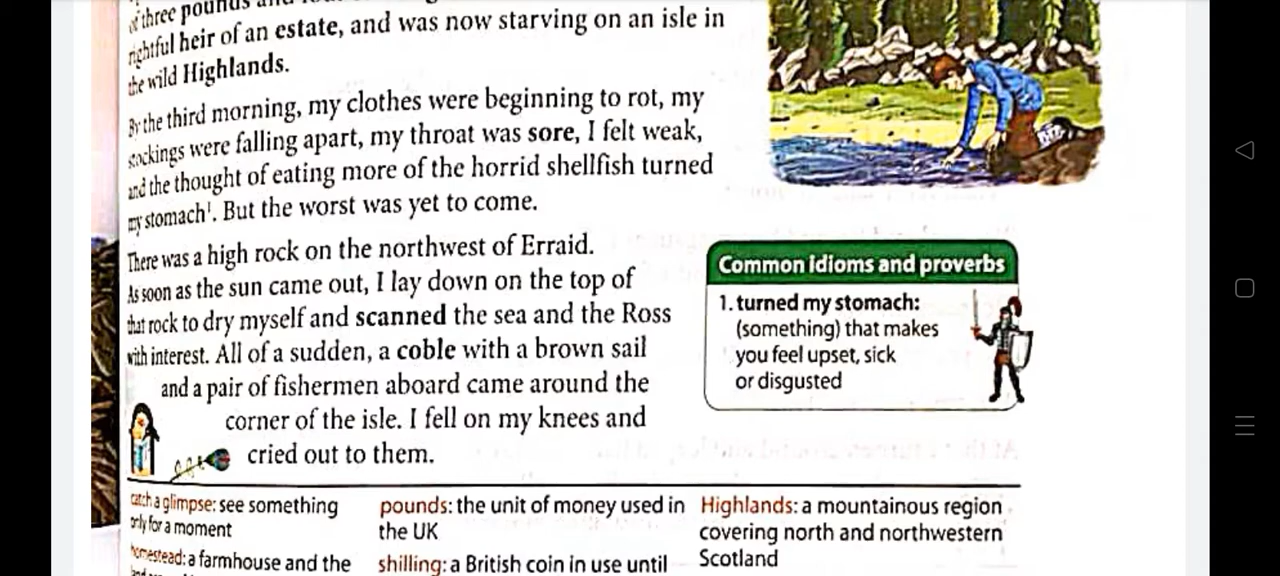 of three pounds and
rightful heir of an estate, and was now starving on an isle in
the wild Highlands.
By the third morning, my clothes were beginning to rot, my
stockings were falling apart, my throat was sore, I felt weak,
and the thought of eating more of the horrid shellfish turned
my stomach¹. But the worst was yet to come.
There was a high rock on the northwest of Erraid.
As soon as the sun came out, I lay down on the top of
that rock to dry myself and scanned the sea and the Ross
with interest. All of a sudden, a coble with a brown sail
and a pair of fishermen aboard came around the
corner of the isle. I fell on my knees and
cried out to them.
Common idioms and proverbs
1. turned my stomach:
(something) that makes
you feel upset, sick
or disgusted
catch a glimpse: see something
only for a moment
homestead: a farmhouse and the
pounds: the unit of money used in
the UK
shilling: a British coin in use until
Highlands: a mountainous region
covering north and northwestern
Scotland